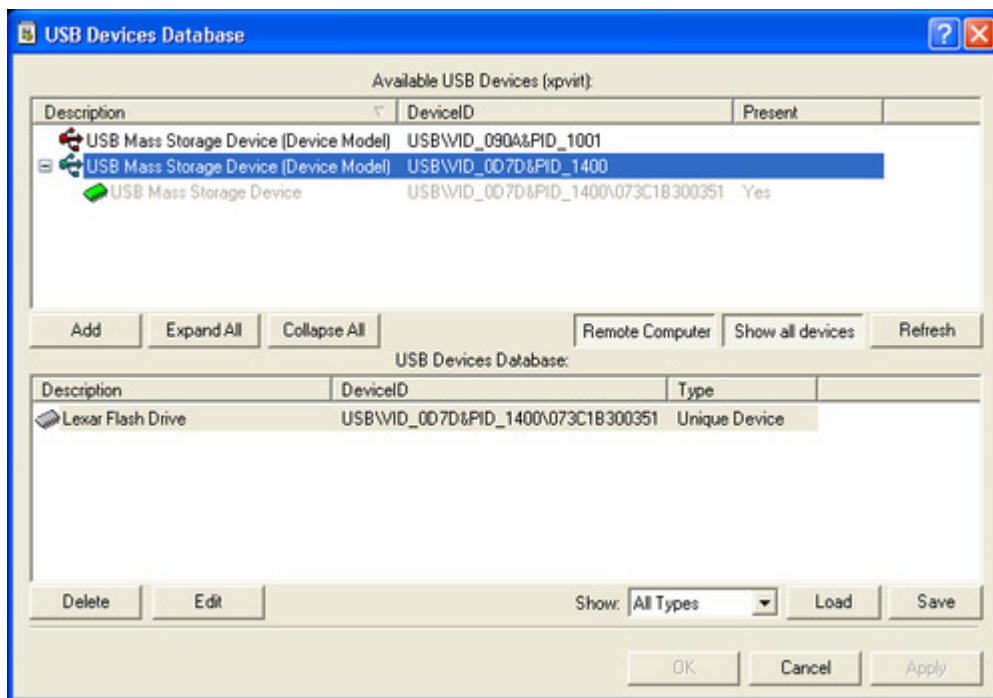 USB Devices Database
Available USB Devices (xpvirt):
Description DeviceID Present
USB Mass Storage Device (Device Model) USB\VID_090A&PID_1001
USB Mass Storage Device (Device Model) USB\VID_0D7D&PID_1400
USB Mass Storage Device USB\VID_0D7D&PID_1400\073C1B300351 Yes
Add Expand All Collapse All Remote Computer Show all devices Refresh
USB Devices Database:
Description DeviceID Type
Lexar Flash Drive USB\VID_0D7D&PID_1400\073C1B300351 Unique Device
Delete Edit Show: All Types Load Save
OK Cancel Apply